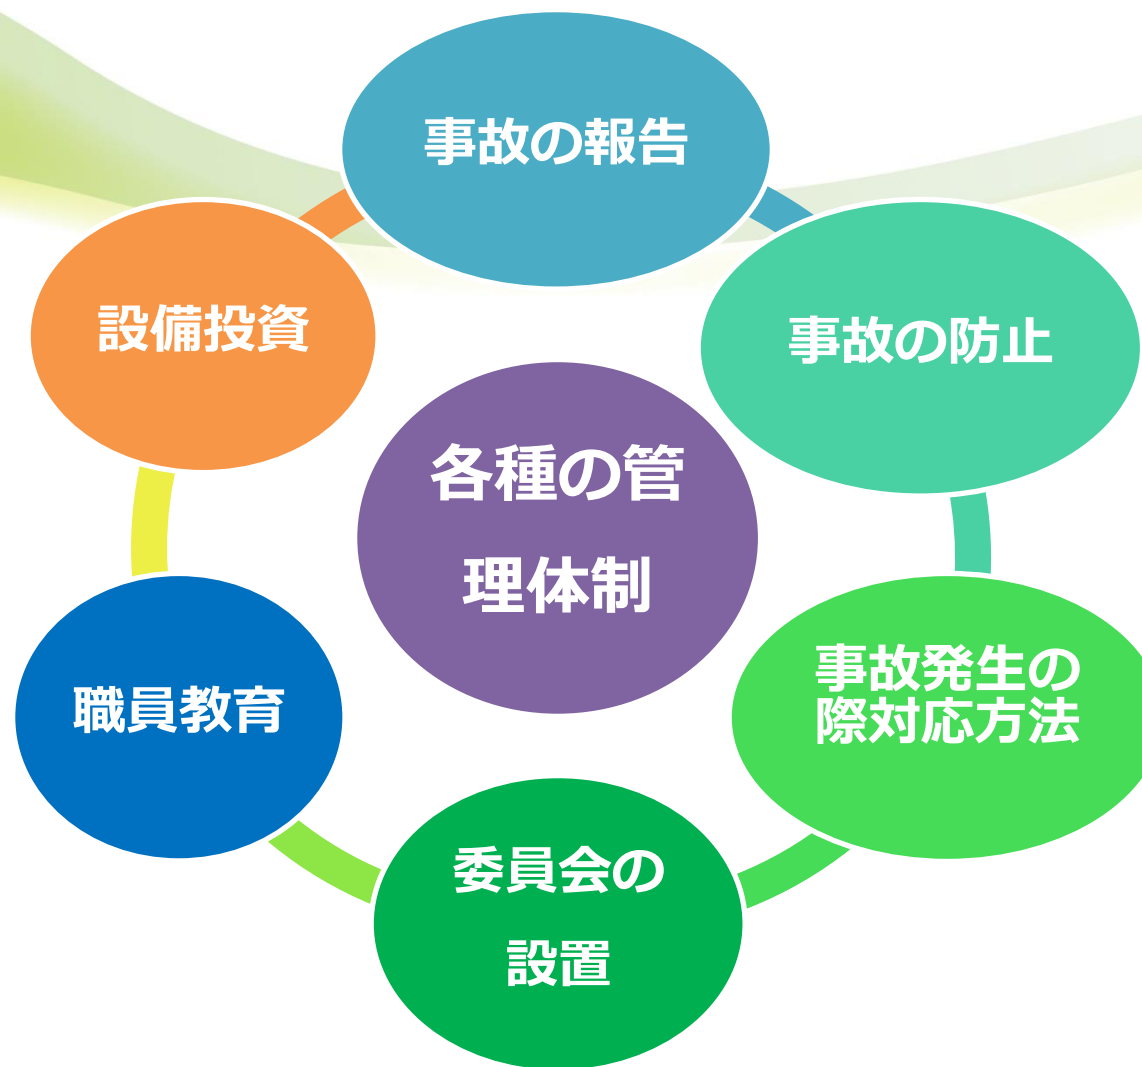 事故の報告
事故の防止
事故発生の
際対応方法
委員会の
設置
職員教育
設備投資
各種の管
理体制